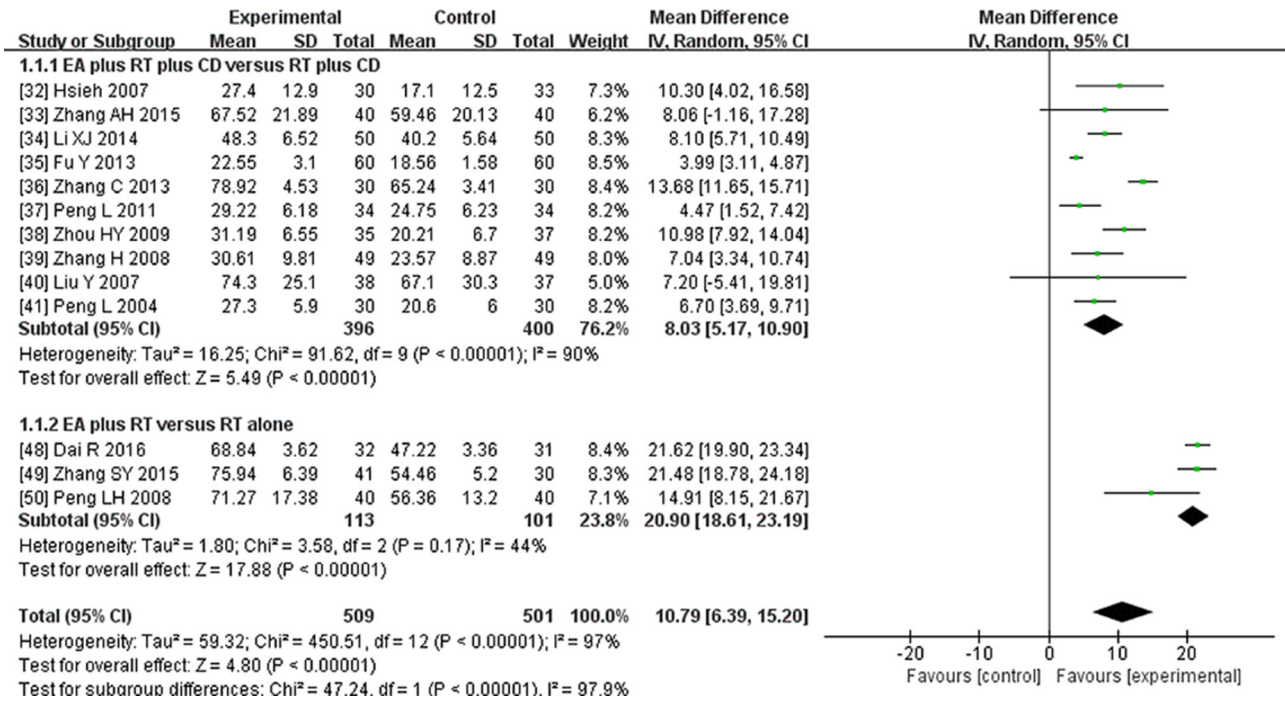 Experimental Control Mean Difference Mean Difference
Study or Subgroup Mean SD Total Mean SD Total Weight IV, Random, 95% CI IV, Random, 95% CI
1.1.1 EA plus RT plus CD versus RT plus CD
[32] Hsieh 2007 27.4 12.9 30 17.1 12.5 33 7.3% 10.30 [4.02, 16.58]
[33] Zhang AH 2015 67.52 21.89 40 59.46 20.13 40 6.2% 8.06 [-1.16, 17.28]
[34] Li XJ 2014 48.3 6.52 50 40.2 5.64 50 8.3% 8.10 [5.71, 10.49]
[35] Fu Y 2013 22.55 3.1 60 18.56 1.58 60 8.5% 3.99 [3.11, 4.87]
[36] Zhang C 2013 78.92 4.53 30 65.24 3.41 30 8.4% 13.68 [11.65, 15.71]
[37] Peng L 2011 29.22 6.18 34 24.75 6.23 34 8.2% 4.47 [1.52, 7.42]
[38] Zhou HY 2009 31.19 6.55 35 20.21 6.7 37 8.2% 10.98 [7.92, 14.04]
[39] Zhang H 2008 30.61 9.81 49 23.57 8.87 49 8.0% 7.04 [3.34, 10.74]
[40] Liu Y 2007 74.3 25.1 38 67.1 30.3 37 5.0% 7.20 [-5.41, 19.81]
[41] Peng L 2004 27.3 5.9 30 20.6 6 30 8.2% 6.70 [3.69, 9.71]
Subtotal (95% CI) 396 400 76.2% 8.03 [5.17, 10.90]
Heterogeneity: Tau² = 16.25; Chi² = 91.62, df = 9 (P < 0.00001); I² = 90%
Test for overall effect: Z = 5.49 (P < 0.00001)
1.1.2 EA plus RT versus RT alone
[48] Dai R 2016 68.84 3.62 32 47.22 3.36 31 8.4% 21.62 [19.90, 23.34]
[49] Zhang SY 2015 75.94 6.39 41 54.46 5.2 30 8.3% 21.48 [18.78, 24.18]
[50] Peng LH 2008 71.27 17.38 40 56.36 13.2 40 7.1% 14.91 [8.15, 21.67]
Subtotal (95% CI) 113 101 23.8% 20.90 [18.61, 23.19]
Heterogeneity: Tau² = 1.80; Chi² = 3.58, df = 2 (P = 0.17); I² = 44%
Test for overall effect: Z = 17.88 (P < 0.00001)
Total (95% CI) 509 501 100.0% 10.79 [6.39, 15.20]
Heterogeneity: Tau² = 59.32; Chi² = 450.51, df = 12 (P < 0.00001); I² = 97%
Test for overall effect: Z = 4.80 (P < 0.00001)
Test for subgroup differences: Chi² = 47.24, df = 1 (P < 0.00001), I² = 97.9%
-20 -10 0 10 20
Favours [control] Favours [experimental]